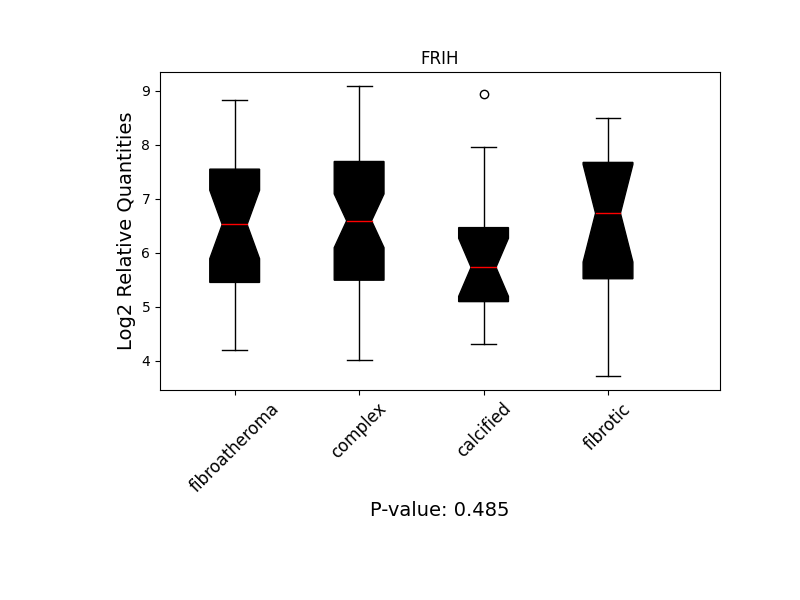 FRIH
Log2 Relative Quantities
9
8
7
6
5
4
fibroatheroma
complex
calcified
fibrotic
P-value: 0.485